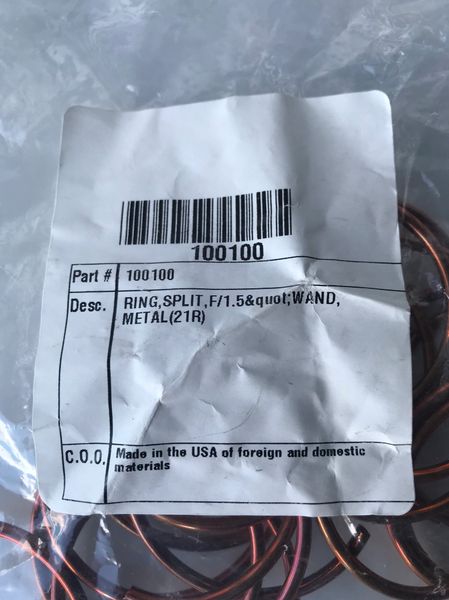 100100
Part # 100100
Desc. RING,SPLIT,F/1.5&quot;WAND,
METAL(21R)
C.O.O. Made in the USA of foreign and domestic
materials